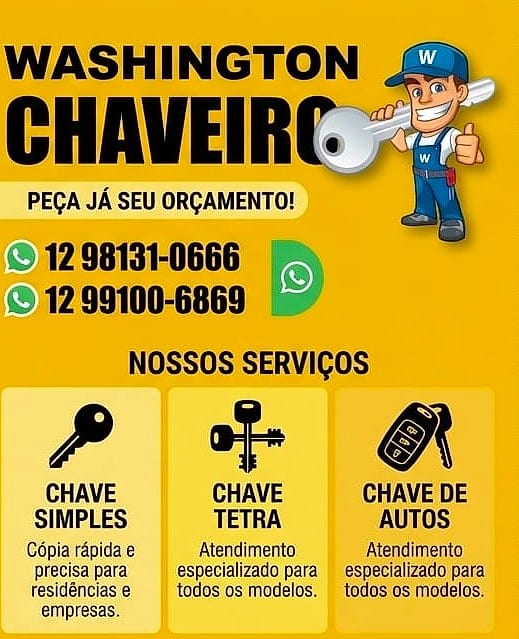 WASHINGTON
CHAVEIRO
W
W
PEÇA JÁ SEU ORÇAMENTO!
12 98131-0666
12 99100-6869
NOSSOS SERVIÇOS
CHAVE
SIMPLES
Cópia rápida e
precisa para
residências e
empresas.
CHAVE
TETRA
Atendimento
especializado para
todos os modelos.
CHAVE DE
AUTOS
Atendimento
especializado para
todos os modelos.